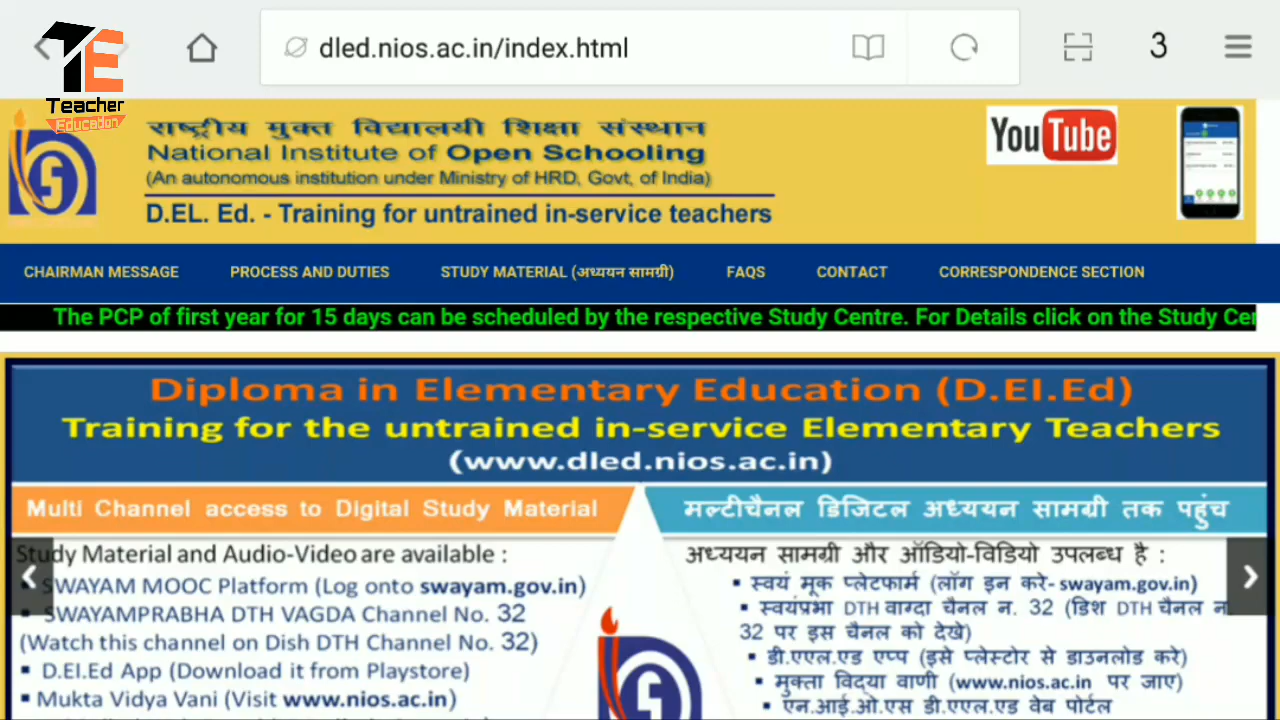 TE
Teacher
Education
dled.nios.ac.in/index.html
3
राष्ट्रीय मुक्त विद्यालयी शिक्षा संस्थान
National Institute of Open Schooling
(An autonomous institution under Ministry of HRD, Govt. of India)
D.EL. Ed. - Training for untrained in-service teachers
YouTube
CHAIRMAN MESSAGE PROCESS AND DUTIES STUDY MATERIAL (अध्ययन सामग्री) FAQS CONTACT CORRESPONDENCE SECTION
The PCP of first year for 15 days can be scheduled by the respective Study Centre. For Details click on the Study Cer
Diploma in Elementary Education (D.El.Ed)
Training for the untrained in-service Elementary Teachers
(www.dled.nios.ac.in)
Multi Channel access to Digital Study Material
Study Material and Audio-Video are available :
SWAYAM MOOC Platform (Log onto swayam.gov.in)
▪ SWAYAMPRABHA DTH VAGDA Channel No. 32
(Watch this channel on Dish DTH Channel No. 32)
▪ D.El.Ed App (Download it from Playstore)
▪ Mukta Vidya Vani (Visit www.nios.ac.in)
मल्टीचैनल डिजिटल अध्ययन सामग्री तक पहुंच
अध्ययन सामग्री और ऑडियो-विडियो उपलब्ध है :
▪ स्वयं मूक प्लेटफार्म (लॉग इन करे- swayam.gov.in)
▪ स्वयंप्रभा DTH वाग्दा चैनल न. 32 (डिश DTH चैनल न.
32 पर इस चैनल को देखे)
▪ डी.एएल.एड एप्प (इसे प्लेस्टोर से डाउनलोड करे)
▪ मुक्ता विद्या वाणी (www.nios.ac.in पर जाए)
▪ एन.आई.ओ.एस डी.एएल.एड वेब पोर्टल